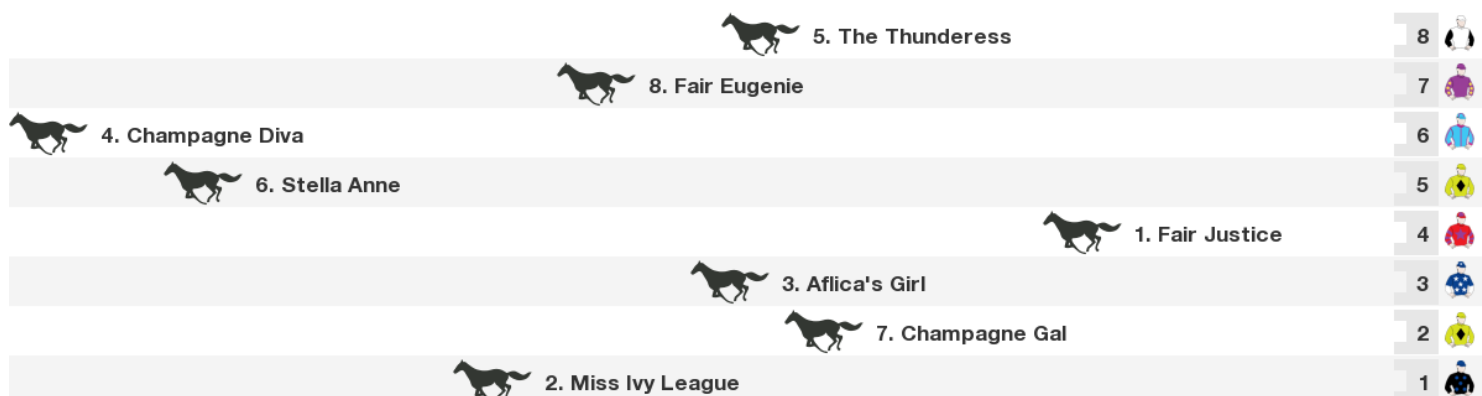 5. The Thunderess 8
8. Fair Eugenie 7
4. Champagne Diva 6
6. Stella Anne 5
1. Fair Justice 4
3. Aflica's Girl 3
7. Champagne Gal 2
2. Miss Ivy League 1